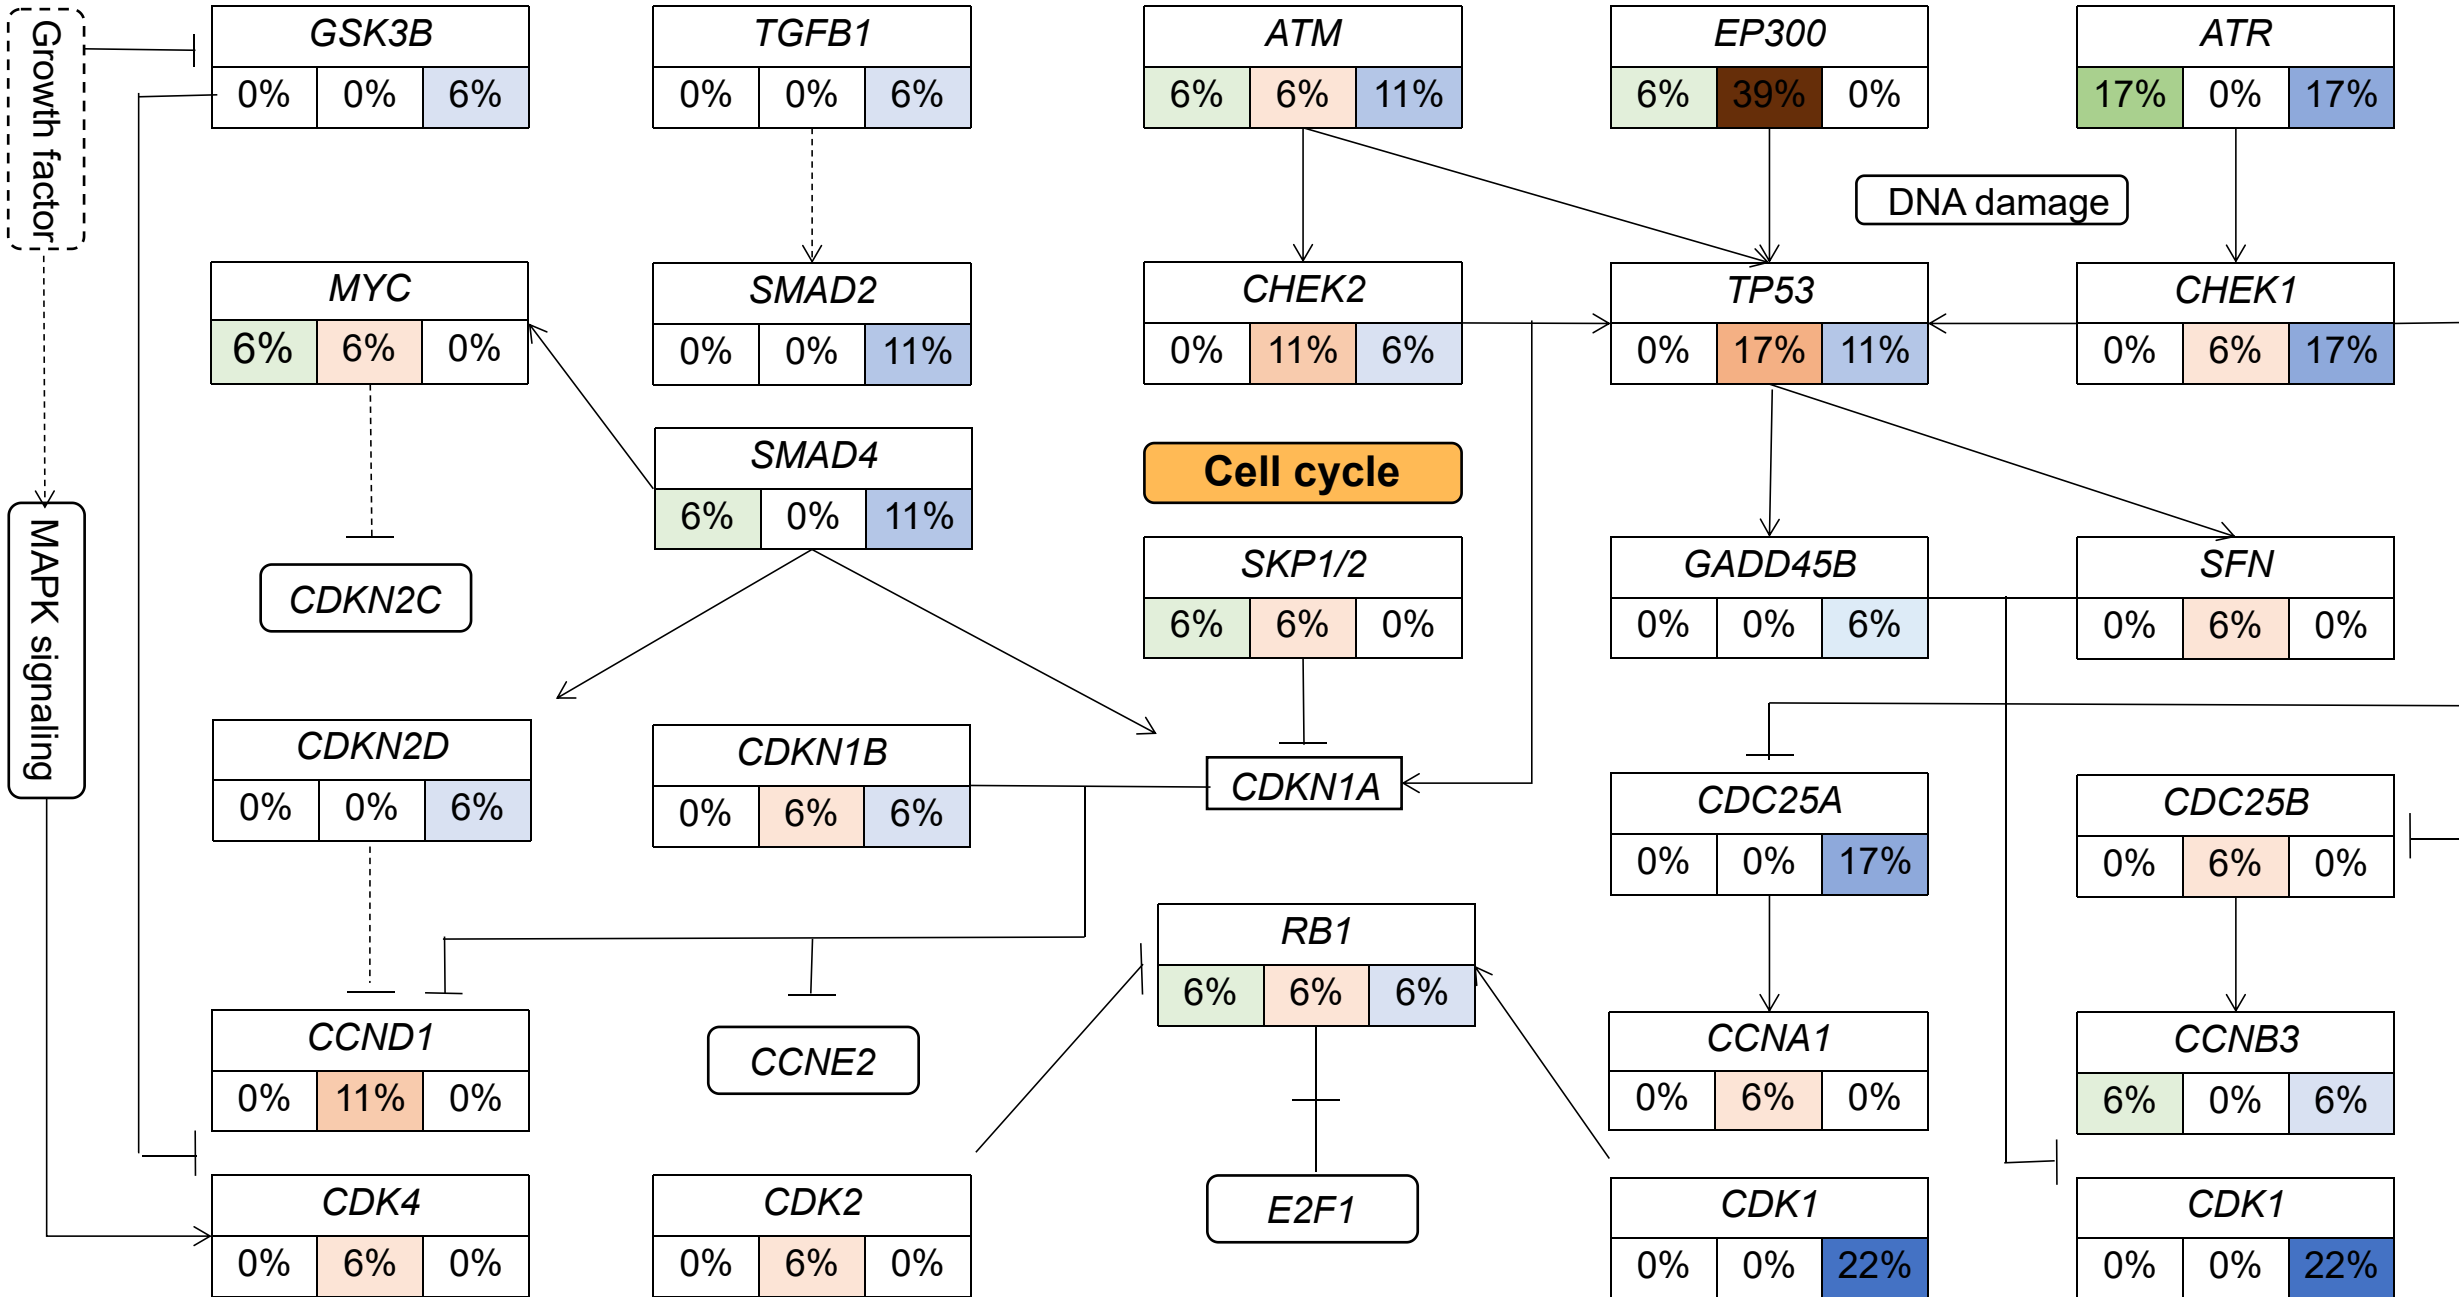 Growth factor
GSK3B
0% 0% 6%
TGFB1
0% 0% 6%
ATM
6% 6% 11%
EP300
6% 39% 0%
ATR
17% 0% 17%
DNA damage
MYC
6% 6% 0%
SMAD2
0% 0% 11%
CHEK2
0% 11% 6%
TP53
0% 17% 11%
CHEK1
0% 6% 17%
SMAD4
6% 0% 11%
Cell cycle
MAPK signaling
CDKN2C
SKP1/2
6% 6% 0%
GADD45B
0% 0% 6%
SFN
0% 6% 0%
CDKN2D
0% 0% 6%
CDKN1B
0% 6% 6%
CDKN1A
CDC25A
0% 0% 17%
CDC25B
0% 6% 0%
RB1
6% 6% 6%
CCND1
0% 11% 0%
CCNE2
CCNA1
0% 6% 0%
CCNB3
6% 0% 6%
CDK4
0% 6% 0%
CDK2
0% 6% 0%
E2F1
CDK1
0% 0% 22%
CDK1
0% 0% 22%